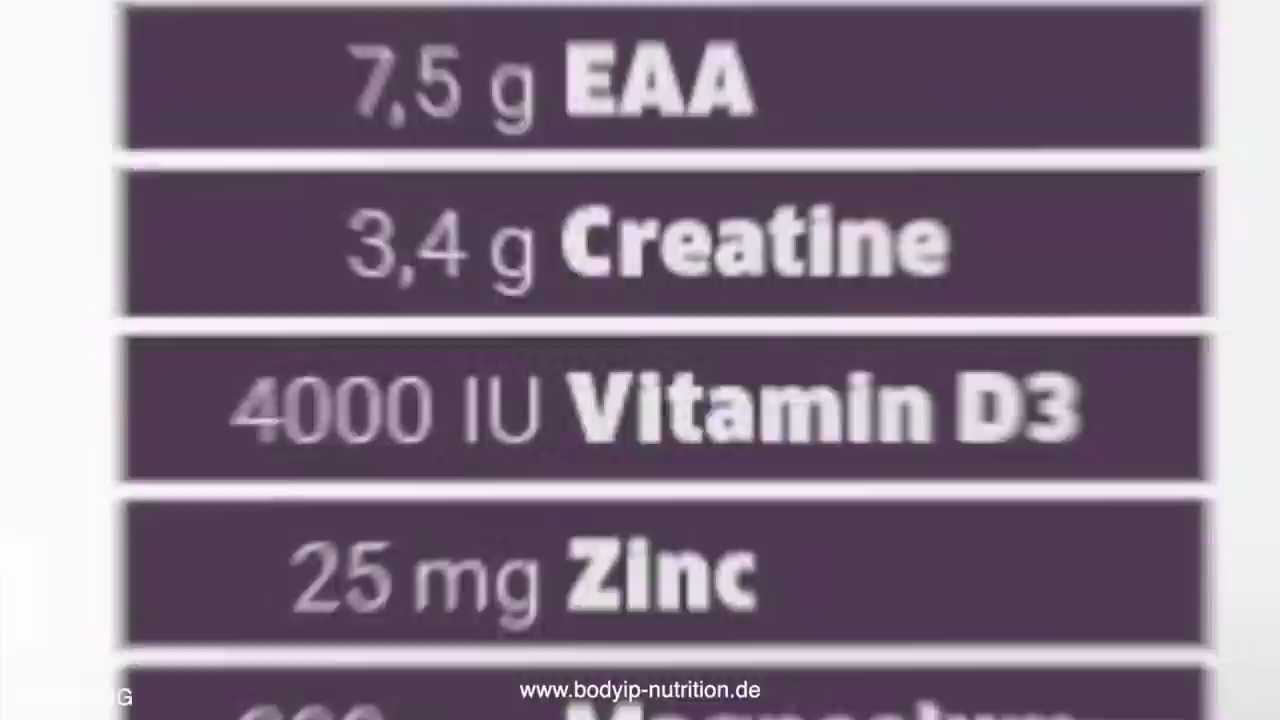 7,5 g EAA
3,4 g Creatine
4000 IU Vitamin D3
25 mg Zinc
G
www.bodyip-nutrition.de